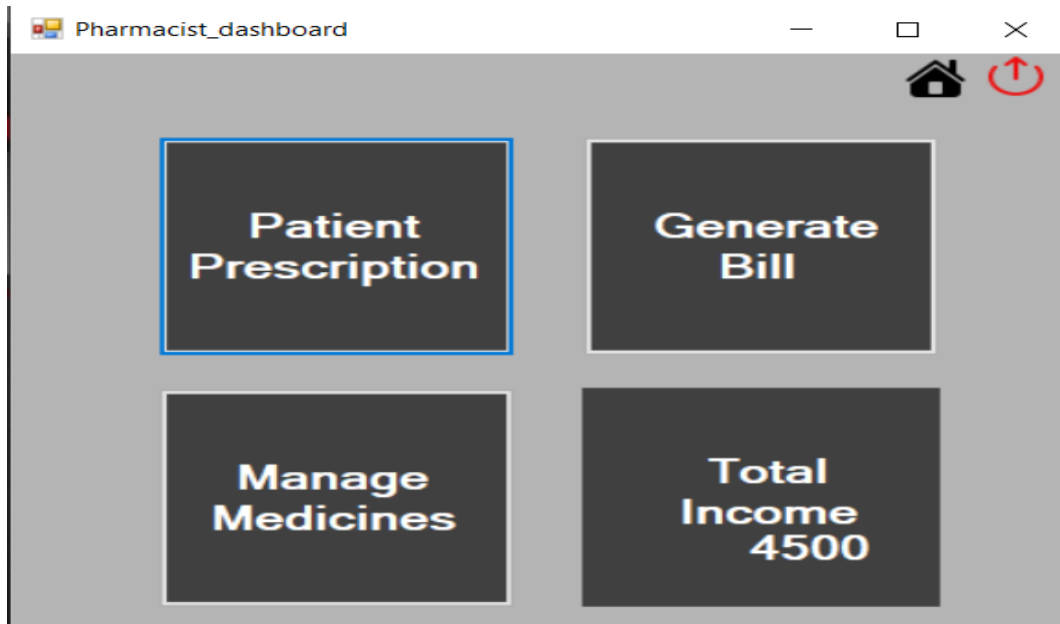 Pharmacist_dashboard
Patient
Prescription
Generate
Bill
Manage
Medicines
Total
Income
4500